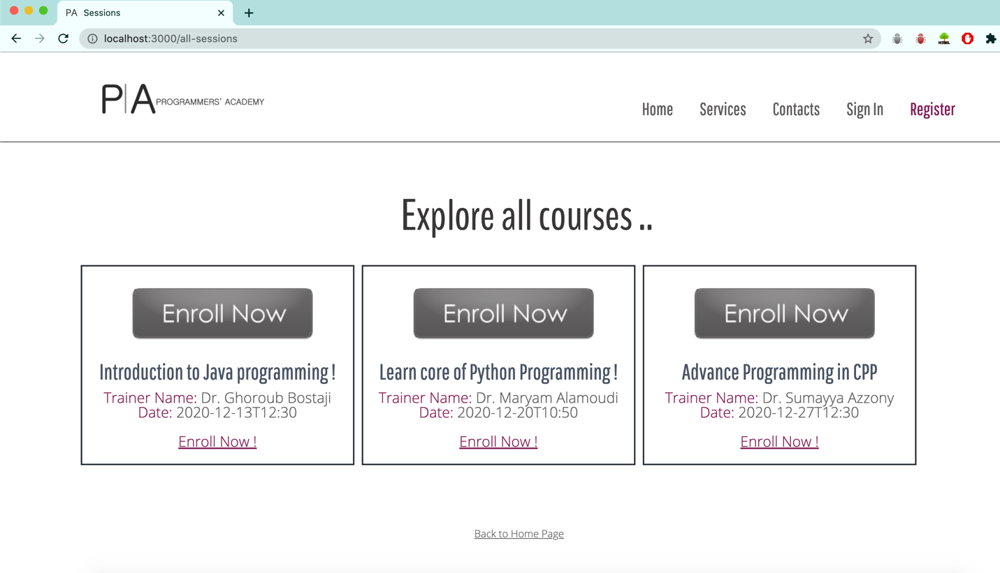 PA Sessions
localhost:3000/all-sessions
HTML
P|A PROGRAMMERS' ACADEMY
Home Services Contacts Sign In Register
Explore all courses ..
Enroll Now
Introduction to Java programming !
Trainer Name: Dr. Ghoroub Bostaji
Date: 2020-12-13T12:30
Enroll Now !
Enroll Now
Learn core of Python Programming !
Trainer Name: Dr. Maryam Alamoudi
Date: 2020-12-20T10:50
Enroll Now !
Enroll Now
Advance Programming in CPP
Trainer Name: Dr. Sumayya Azzony
Date: 2020-12-27T12:30
Enroll Now !
Back to Home Page